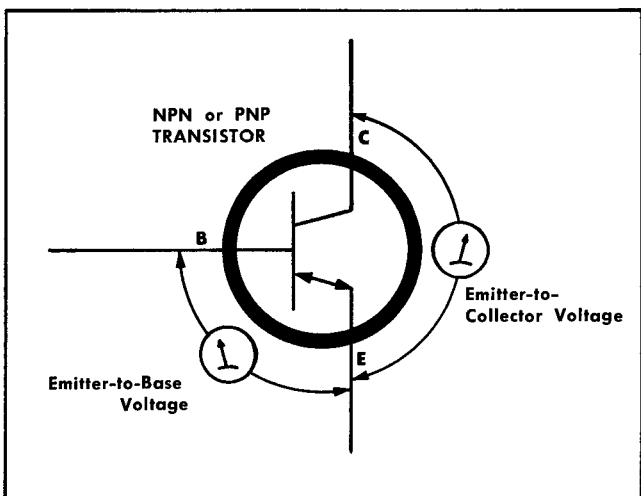 NPN or PNP
TRANSISTOR
C
B
Emitter-to-
Collector Voltage
E
Emitter-to-Base
Voltage